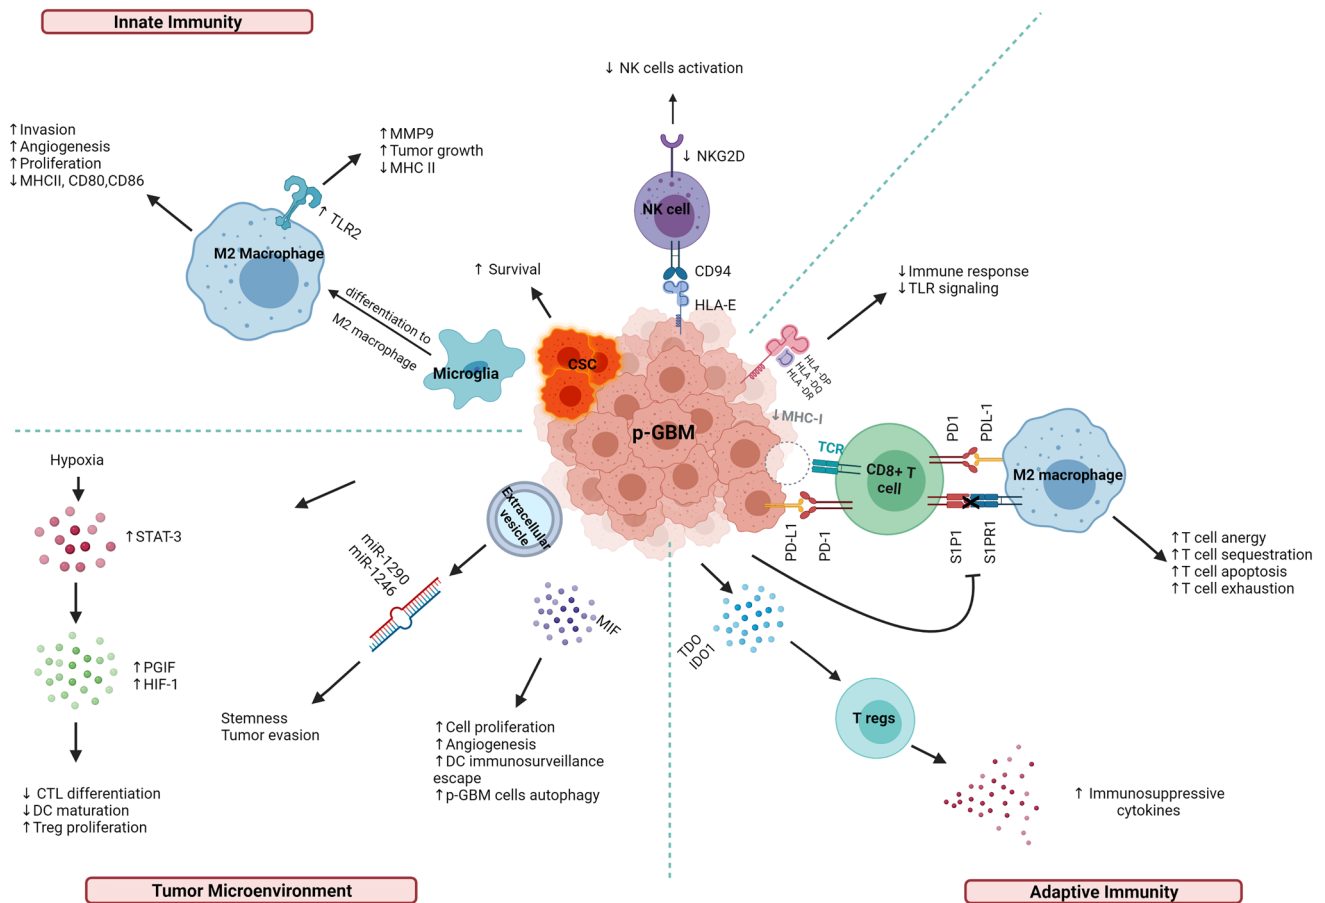 Innate Immunity
↓ NK cells activation
↑Invasion
↑Angiogenesis
↑Proliferation
↓MHCII, CD80,CD86
↑MMP9
↑Tumor growth
↓MHC II
↑ TLR2
M2 Macrophage
differentiation to
M2 macrophage
Microglia
↓ NKG2D
NK cell
CD94
HLA-E
↑ Survival
CSC
p-GBM
↓Immune response
↓TLR signaling
HLA-DP
HLA-DQ
HLA-DR
↓MHC-I
TCR
CD8+ T
cell
PD1
PDL-1
M2 macrophage
S1P1
S1PR1
PD-L1
PD-1
↑T cell anergy
↑T cell sequestration
↑T cell apoptosis
↑T cell exhaustion
Hypoxia
↑STAT-3
↑PGIF
↑HIF-1
↓ CTL differentiation
↓DC maturation
↑Treg proliferation
Extracellular
vesicle
miR-1290
miR-1246
Stemness
Tumor evasion
MIF
↑Cell proliferation
↑Angiogenesis
↑DC immunosurveillance
escape
↑p-GBM cells autophagy
TDO
IDO1
T regs
↑ Immunosuppressive
cytokines
Tumor Microenvironment
Adaptive Immunity